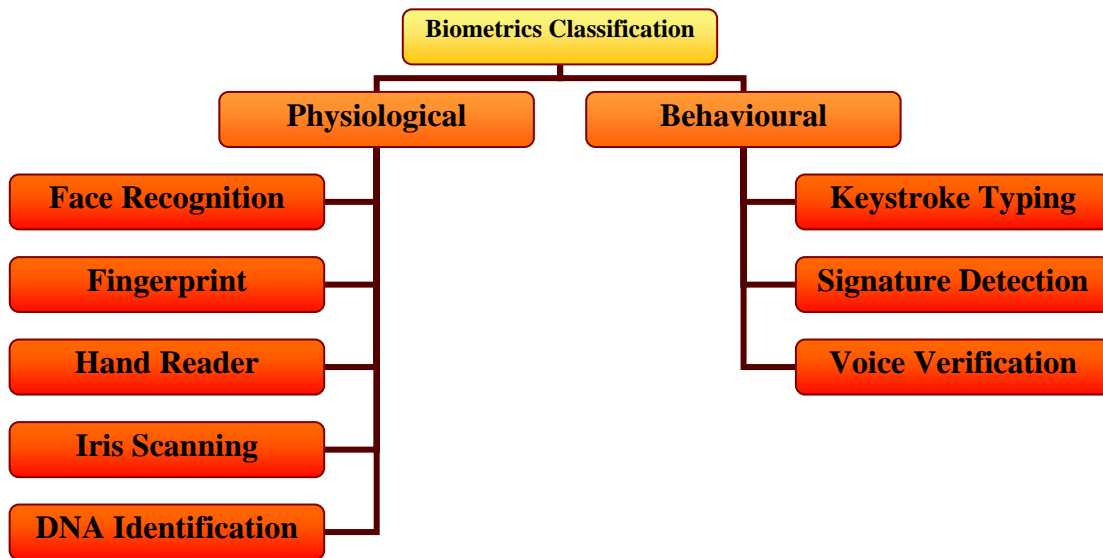 Biometrics Classification
Physiological
Behavioural
Face Recognition
Keystroke Typing
Fingerprint
Signature Detection
Hand Reader
Voice Verification
Iris Scanning
DNA Identification